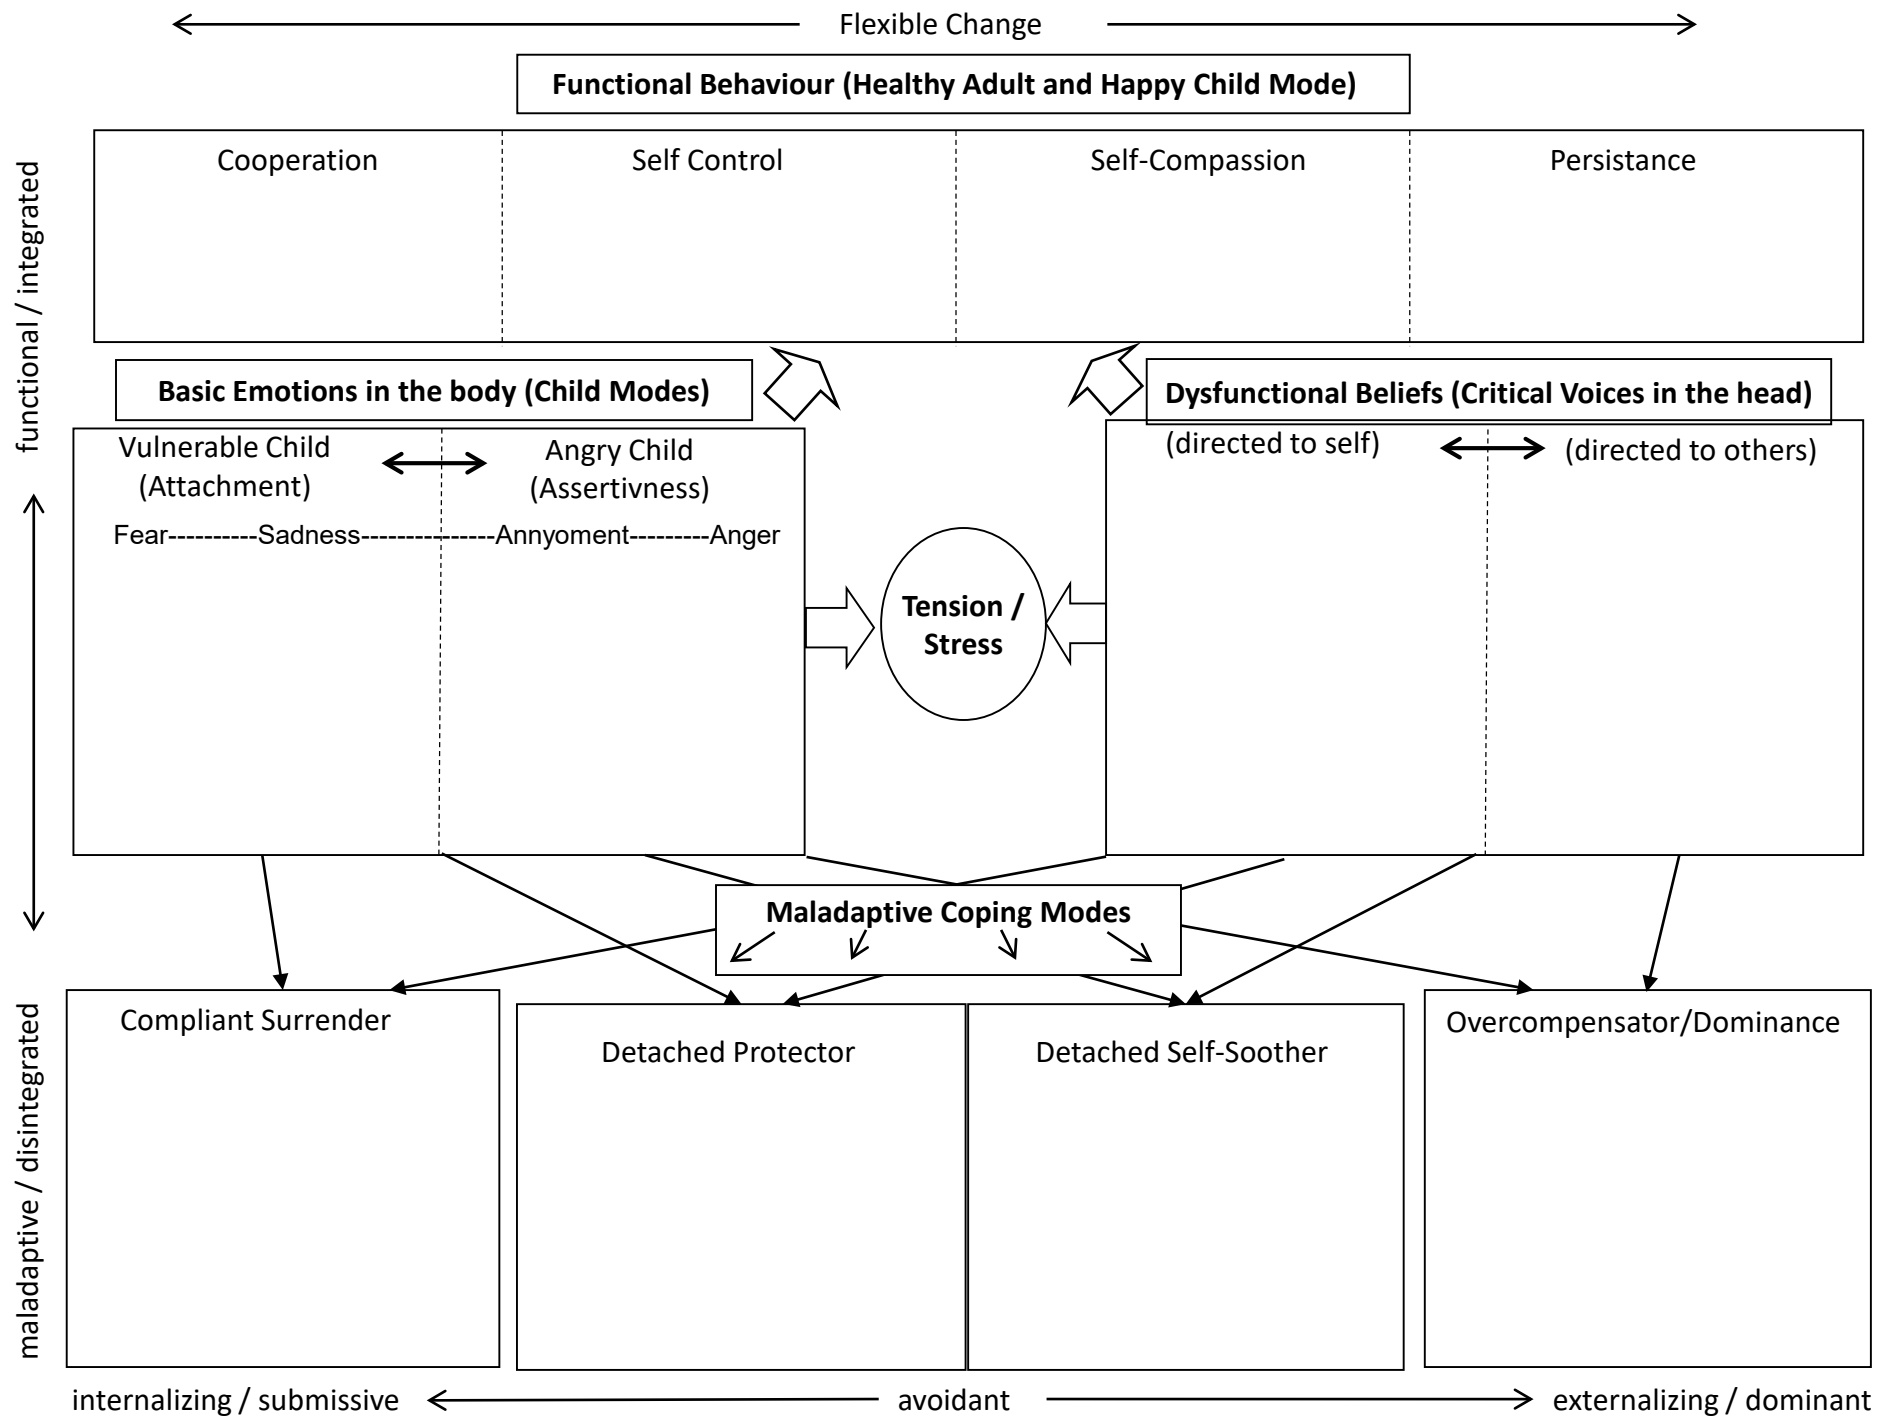 Flexible Change
Functional Behaviour (Healthy Adult and Happy Child Mode)
Cooperation
Self Control
Self-Compassion
Persistance
functional / integrated
Basic Emotions in the body (Child Modes)
Dysfunctional Beliefs (Critical Voices in the head)
Vulnerable Child
(Attachment)
Angry Child
(Assertivness)
Fear----------Sadness---------------Annyoment---------Anger
(directed to self)
(directed to others)
Tension /
Stress
Maladaptive Coping Modes
maladaptive / disintegrated
Compliant Surrender
Detached Protector
Detached Self-Soother
Overcompensator/Dominance
internalizing / submissive
avoidant
externalizing / dominant